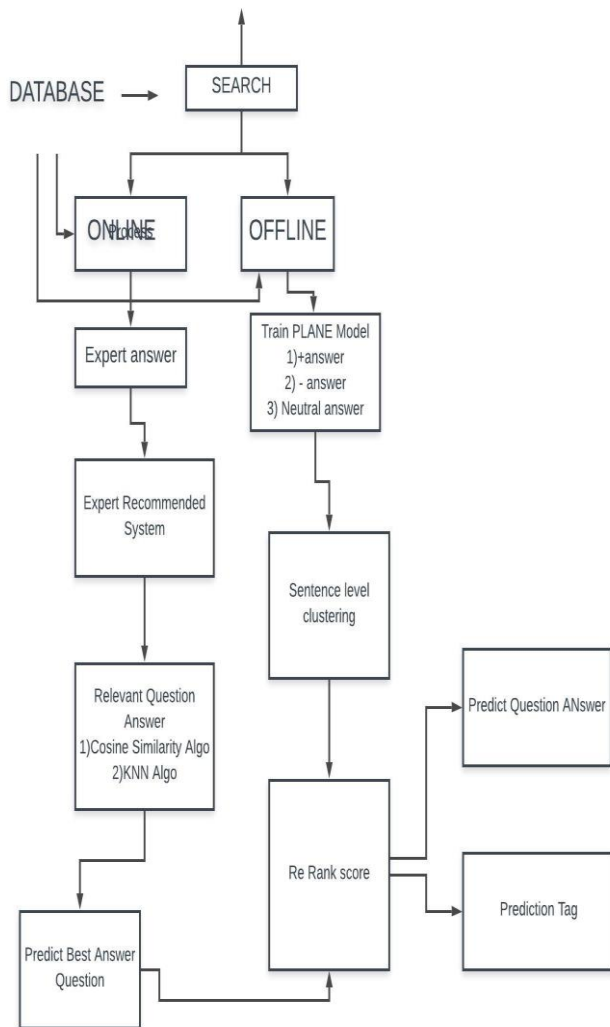 DATABASE
SEARCH
ONLINE
Process
OFFLINE
Train PLANE Model
1)+answer
2) - answer
3) Neutral answer
Expert answer
Expert Recommended
System
Sentence level
clustering
Relevant Question
Answer
1)Cosine Similarity Algo
2)KNN Algo
Predict Question ANswer
Re Rank score
Prediction Tag
Predict Best Answer
Question